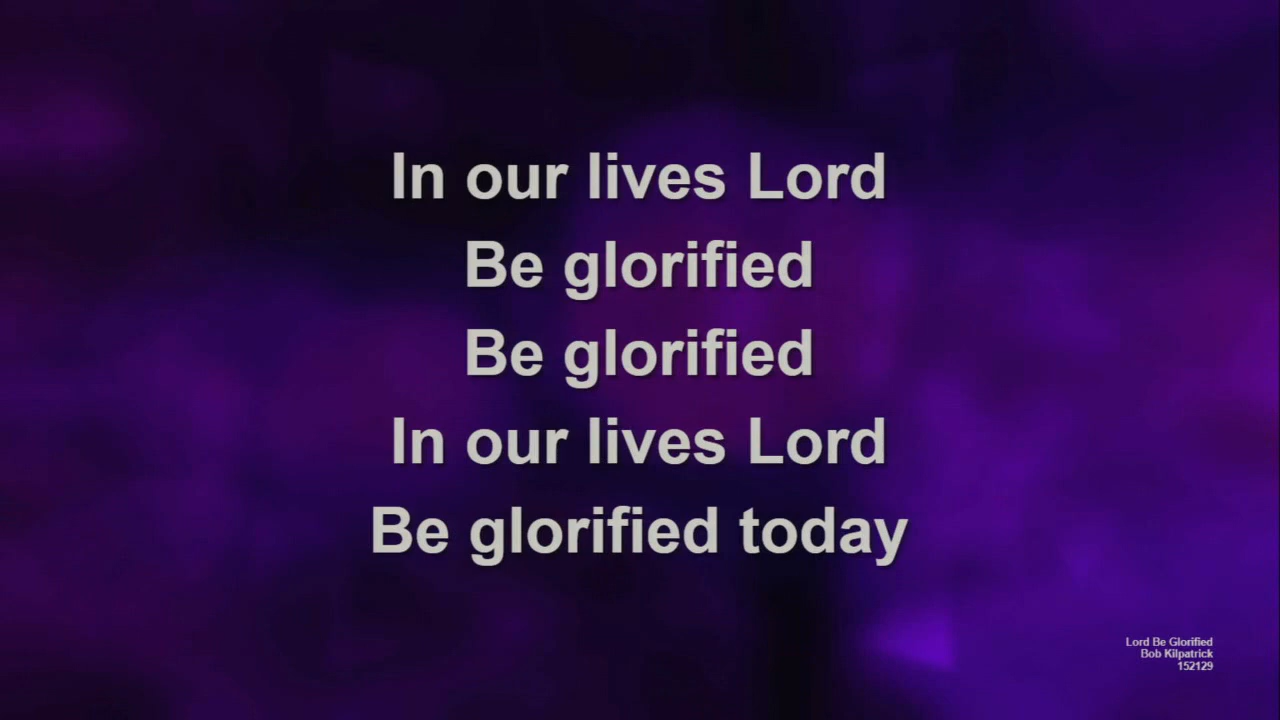 In our lives Lord
Be glorified
Be glorified
In our lives Lord
Be glorified today
Lord Be Glorified
Bob Kilpatrick
152129